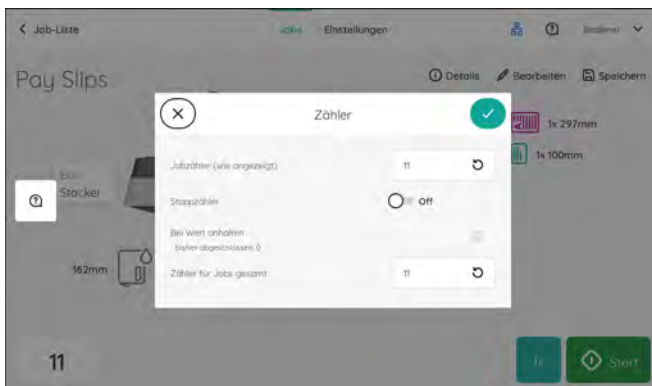 Job-Liste
Jobs
Einstellungen
Bediener
Pay Slips
Details
Bearbeiten
Speichern
Zähler
1x 297mm
Jobzähler (wie angezeigt)
11
1x 100mm
Stacker
Stoppzähler
Off
Bei Wert anhalten
bisher abgeschlossen: 0
162mm
Zähler für Jobs gesamt
11
11
1x
Start